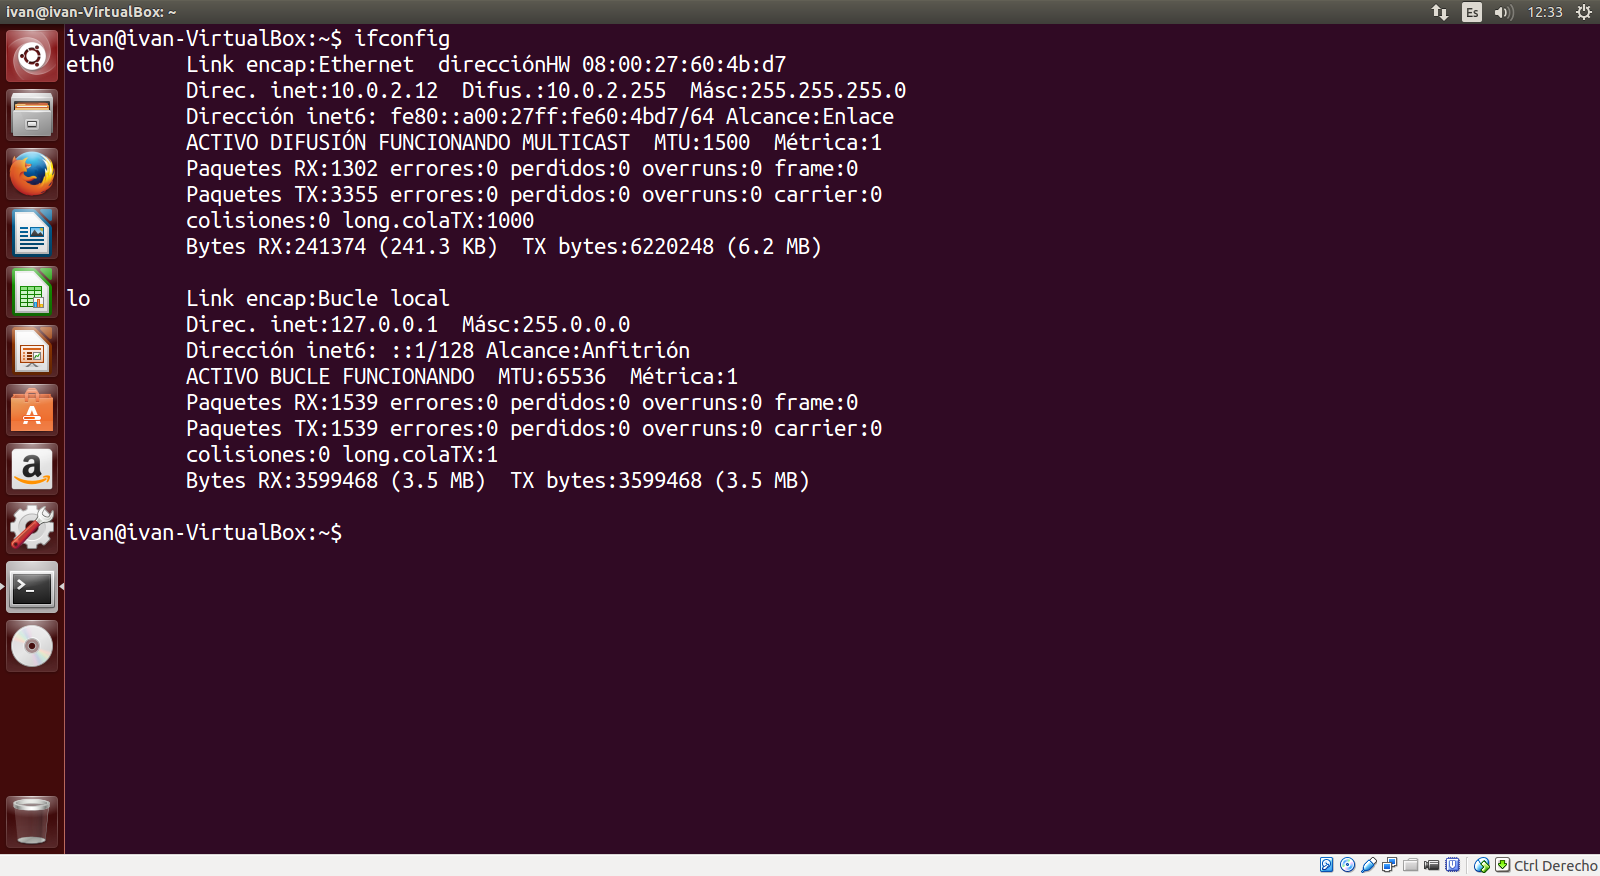 ivan@ivan-VirtualBox: ~
Es
12:33
ivan@ivan-VirtualBox:~$ ifconfig
eth0      Link encap:Ethernet  direcciónHW 08:00:27:60:4b:d7
          Direc. inet:10.0.2.12  Difus.:10.0.2.255  Másc:255.255.255.0
          Dirección inet6: fe80::a00:27ff:fe60:4bd7/64 Alcance:Enlace
          ACTIVO DIFUSIÓN FUNCIONANDO MULTICAST  MTU:1500  Métrica:1
          Paquetes RX:1302 errores:0 perdidos:0 overruns:0 frame:0
          Paquetes TX:3355 errores:0 perdidos:0 overruns:0 carrier:0
          colisiones:0 long.colaTX:1000
          Bytes RX:241374 (241.3 KB)  TX bytes:6220248 (6.2 MB)
lo        Link encap:Bucle local
          Direc. inet:127.0.0.1  Másc:255.0.0.0
          Dirección inet6: ::1/128 Alcance:Anfitrión
          ACTIVO BUCLE FUNCIONANDO  MTU:65536  Métrica:1
          Paquetes RX:1539 errores:0 perdidos:0 overruns:0 frame:0
          Paquetes TX:1539 errores:0 perdidos:0 overruns:0 carrier:0
          colisiones:0 long.colaTX:1
          Bytes RX:3599468 (3.5 MB)  TX bytes:3599468 (3.5 MB)
ivan@ivan-VirtualBox:~$
Ctrl Derecho